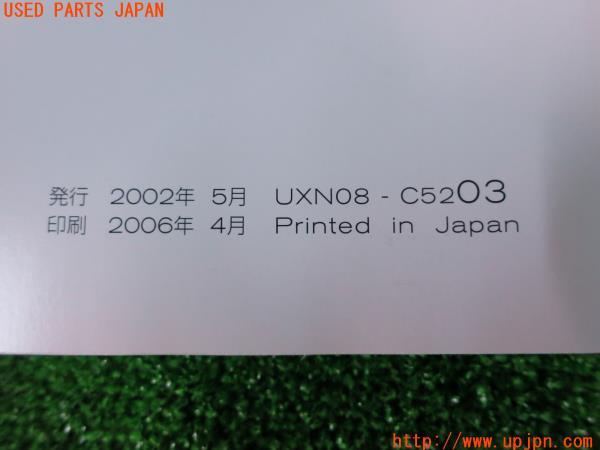 USED PARTS JAPAN
発行 2002年 5月 UXN08 - C5203
印刷 2006年 4月 Printed in Japan
http://www.upjpn.com/